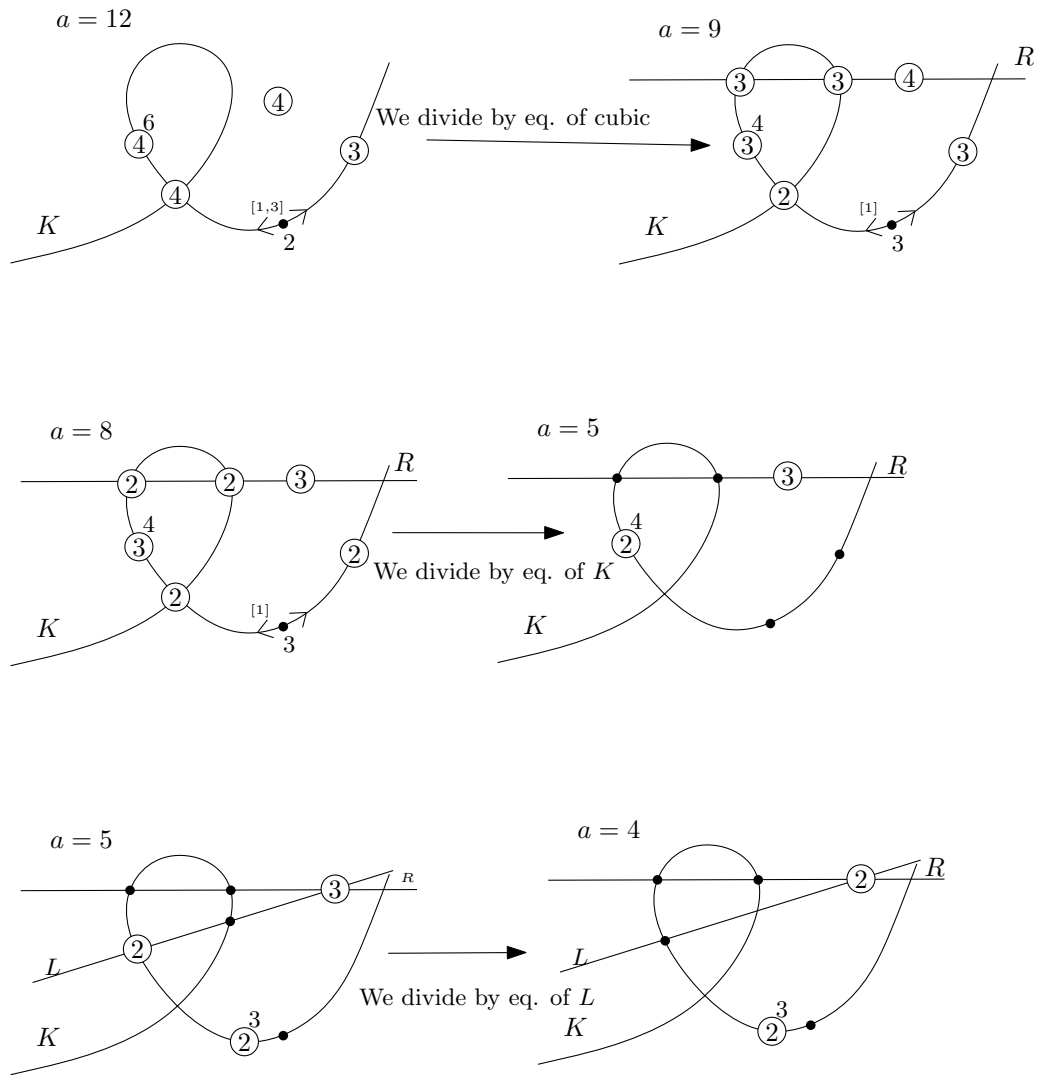 a = 12
a = 9
R
4
6
4
3
We divide by eq. of cubic
3 3 4
4
3
3
4
2
K
[1,3]
2
K
[1]
3
a = 8
a = 5
R
R
2 2 3
3
4
3
2
4
2
We divide by eq. of K
2
K
[1]
3
K
a = 5
a = 4
R
3
R
2
2
L
L
We divide by eq. of L
K
3
2
K
3
2